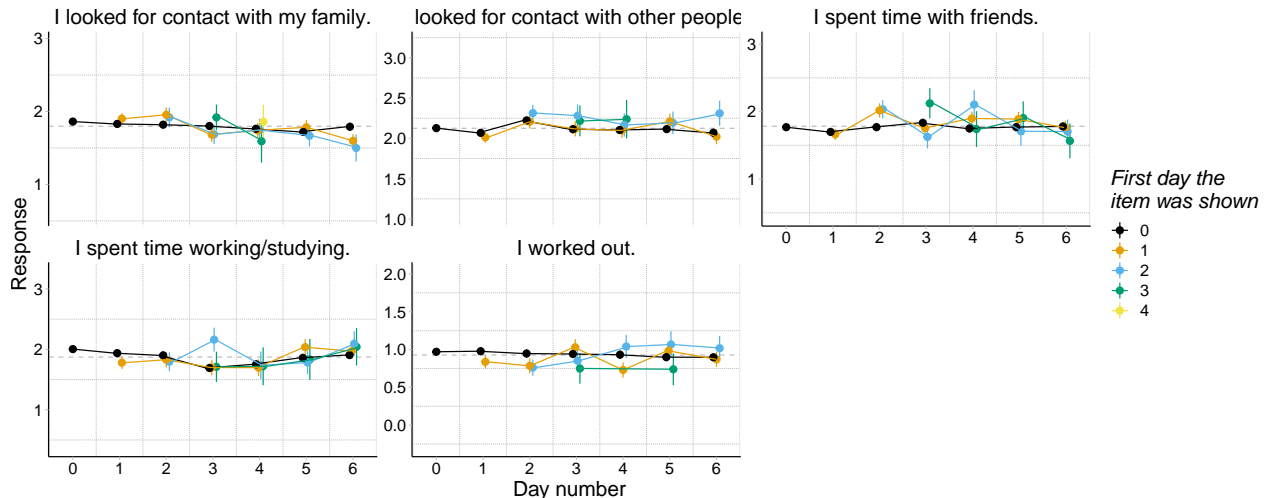 I looked for contact with my family.
looked for contact with other people
I spent time with friends.
3
2
1
3.0
2.5
2.0
1.5
1.0
3
2
1
0 1 2 3 4 5 6
First day the
item was shown
0
1
2
3
4
Response
I spent time working/studying.
I worked out.
3
2
1
2.0
1.5
1.0
0.5
0.0
0 1 2 3 4 5 6
0 1 2 3 4 5 6
Day number